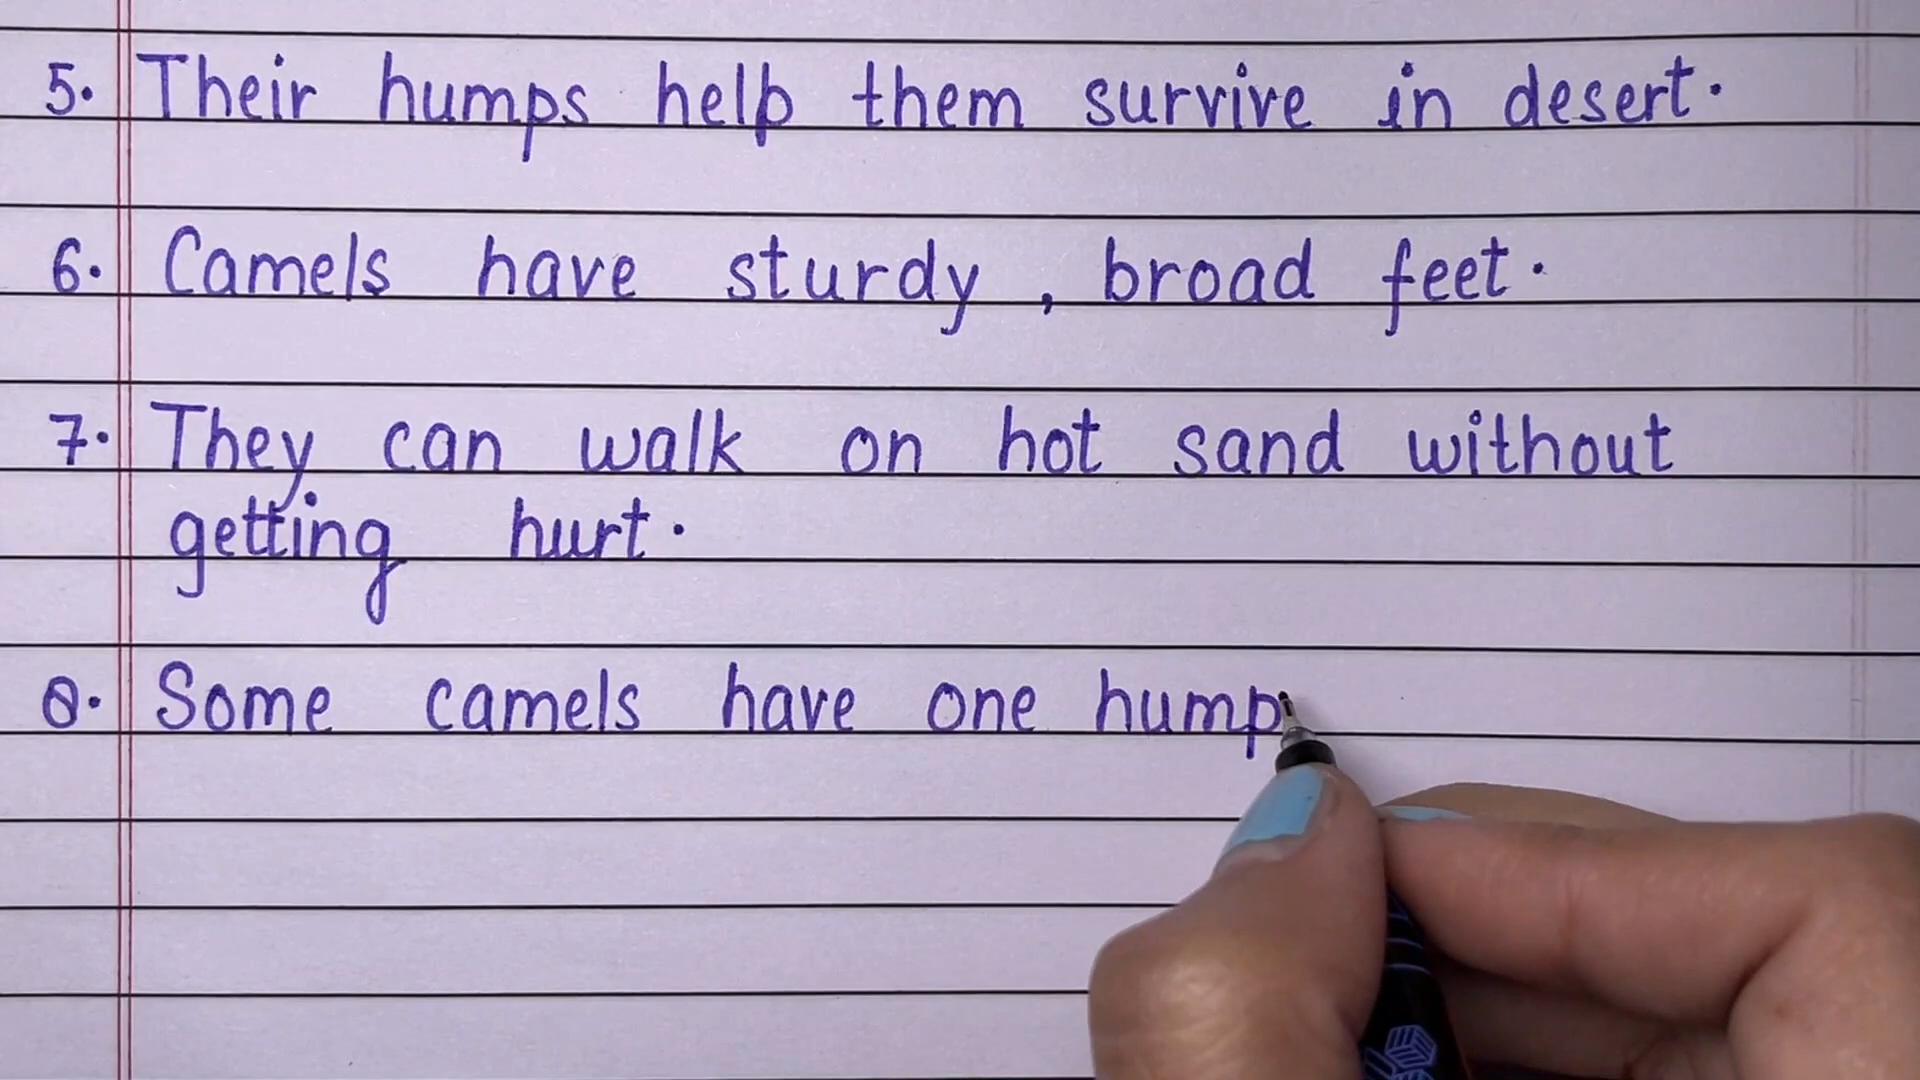 5. Their humps help them survive in desert.
6. Camels have sturdy, broad feet.
7. They can walk on hot sand without
getting hurt.
8. Some camels have one hump